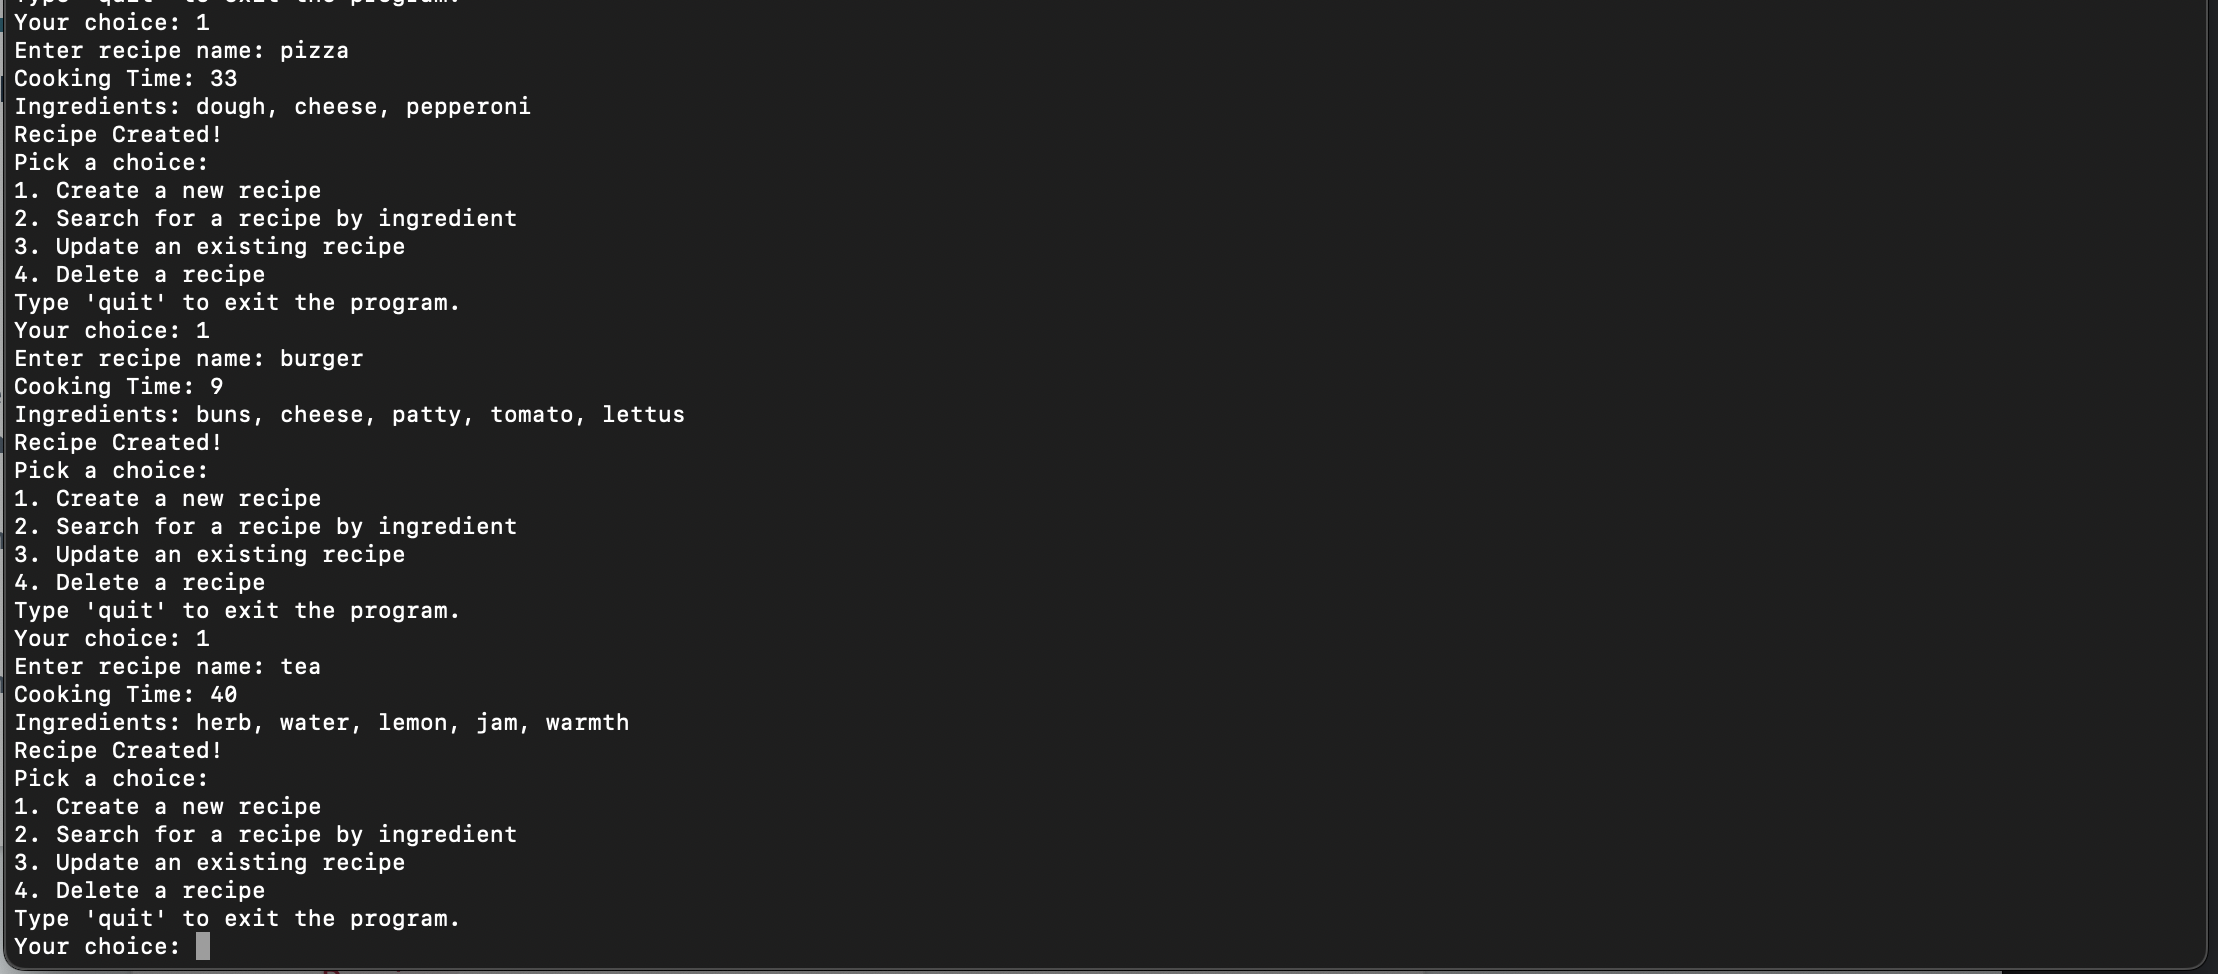 Type 'quit' to exit the program.
Your choice: 1
Enter recipe name: pizza
Cooking Time: 33
Ingredients: dough, cheese, pepperoni
Recipe Created!
Pick a choice:
1. Create a new recipe
2. Search for a recipe by ingredient
3. Update an existing recipe
4. Delete a recipe
Type 'quit' to exit the program.
Your choice: 1
Enter recipe name: burger
Cooking Time: 9
Ingredients: buns, cheese, patty, tomato, lettus
Recipe Created!
Pick a choice:
1. Create a new recipe
2. Search for a recipe by ingredient
3. Update an existing recipe
4. Delete a recipe
Type 'quit' to exit the program.
Your choice: 1
Enter recipe name: tea
Cooking Time: 40
Ingredients: herb, water, lemon, jam, warmth
Recipe Created!
Pick a choice:
1. Create a new recipe
2. Search for a recipe by ingredient
3. Update an existing recipe
4. Delete a recipe
Type 'quit' to exit the program.
Your choice: